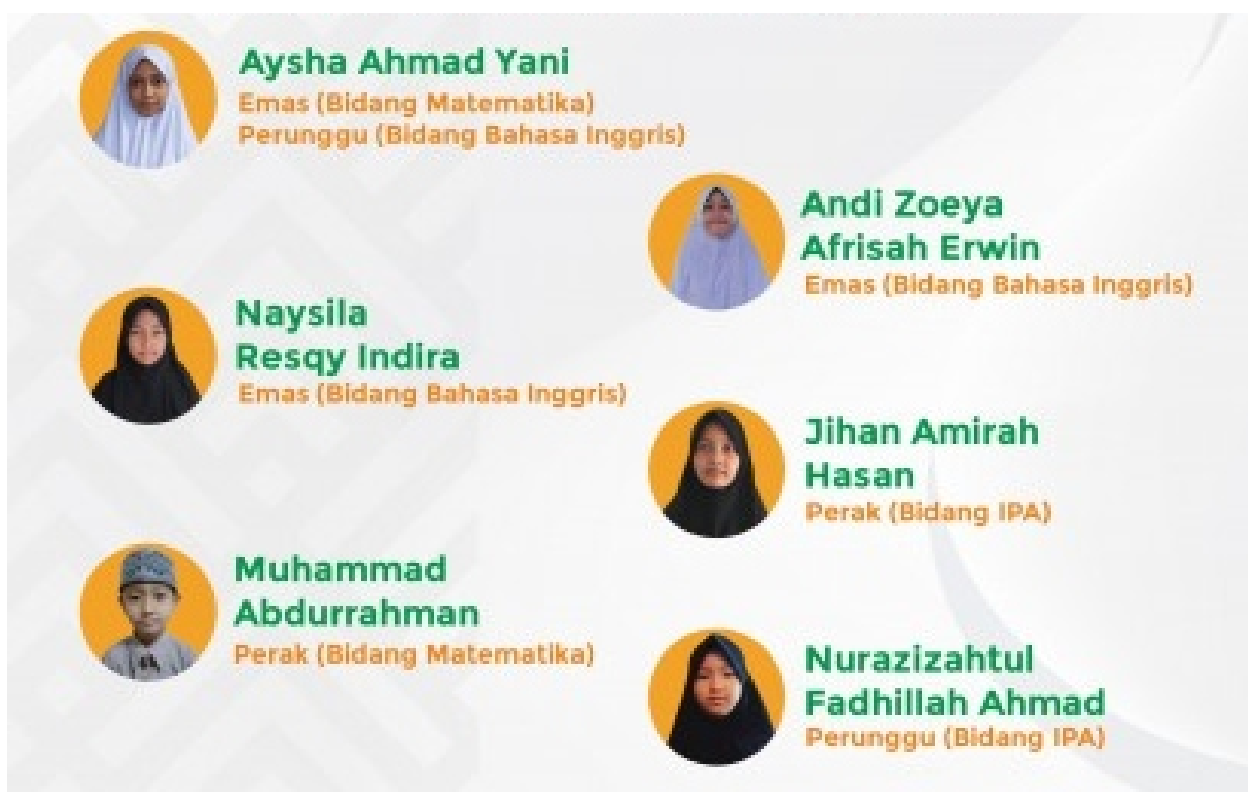 Aysha Ahmad Yani
Emas (Bidang Matematika)
Perunggu (Bidang Bahasa Inggris)
Andi Zoeya
Afrisah Erwin
Emas (Bidang Bahasa Inggris)
Naysila
Resqy Indira
Emas (Bidang Bahasa Inggris)
Jihan Amirah
Hasan
Perak (Bidang IPA)
Muhammad
Abdurrahman
Perak (Bidang Matematika)
Nurazizahtul
Fadhillah Ahmad
Perunggu (Bidang IPA)